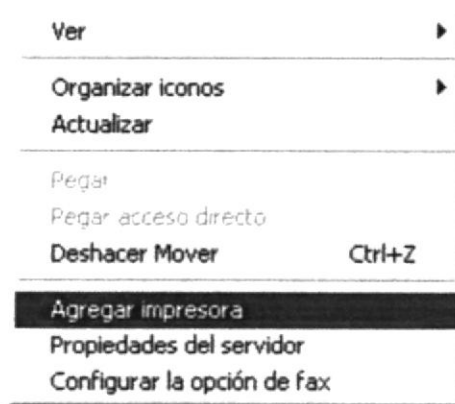 Ver
Organizar iconos
Actualizar
Pegar
Pegar acceso directo
Deshacer Mover Ctrl+Z
Agregar impresora
Propiedades del servidor
Configurar la opción de fax